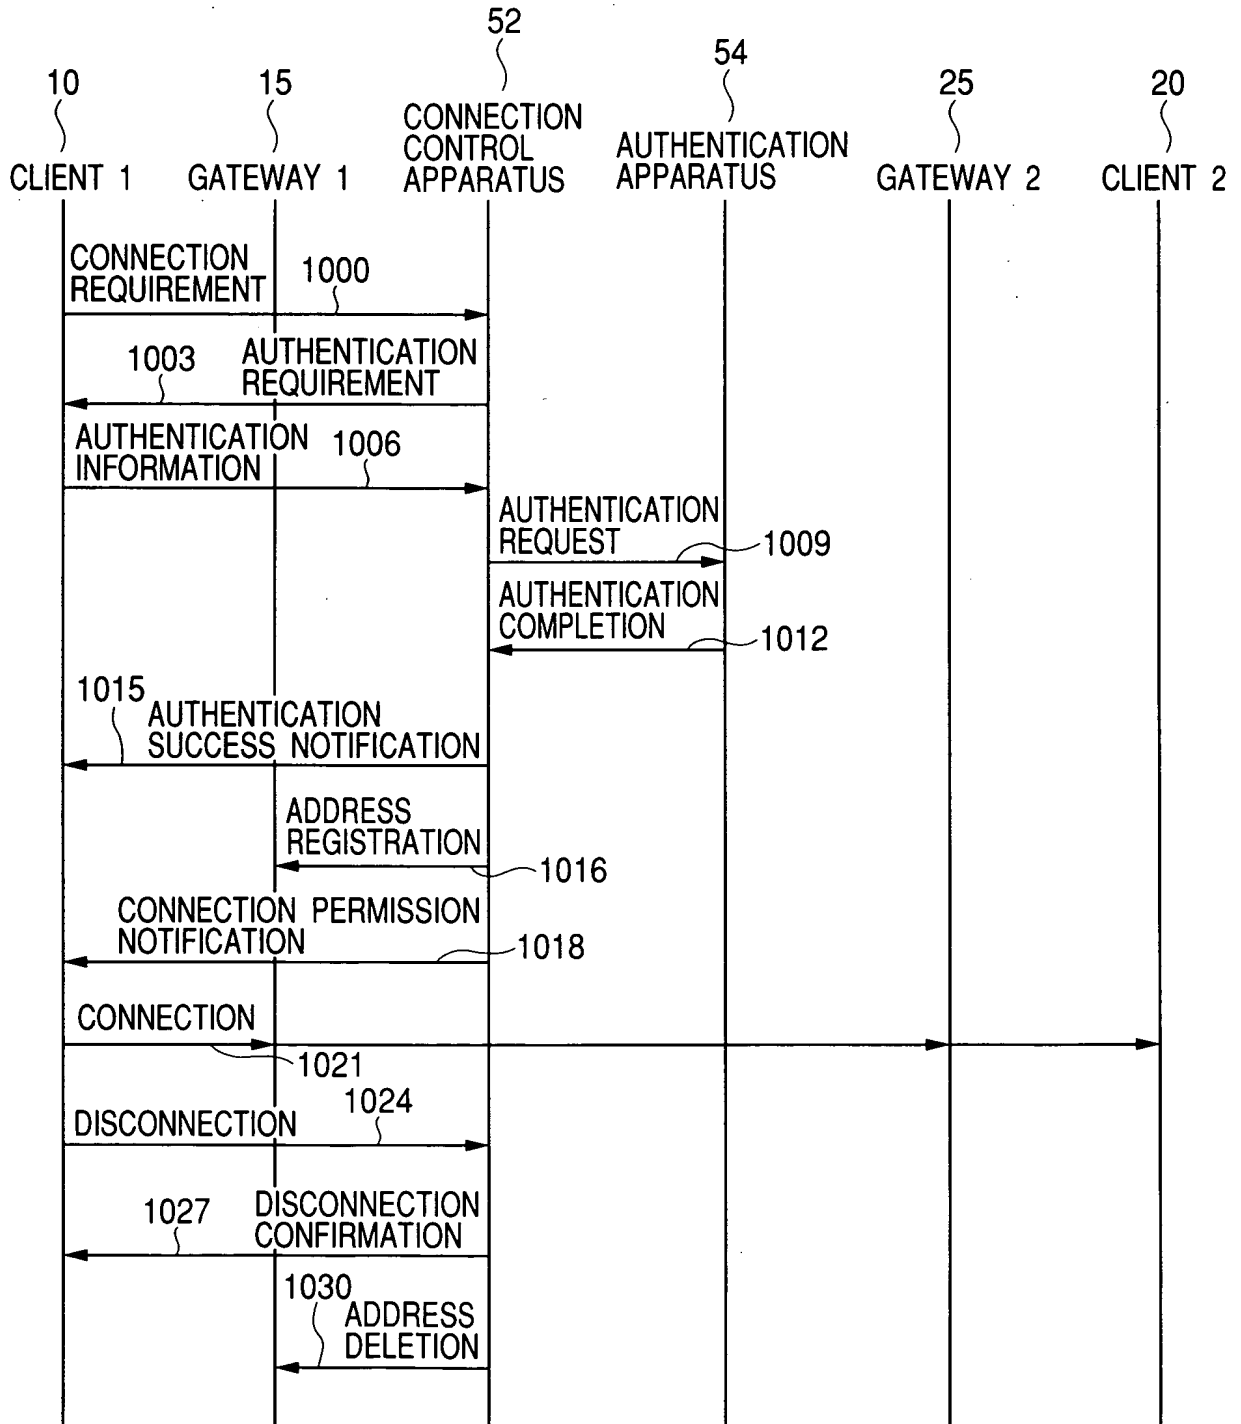 52
54
10
15
25
20
CONNECTION
CONTROL
APPARATUS
AUTHENTICATION
APPARATUS
CLIENT 1
GATEWAY 1
GATEWAY 2
CLIENT 2
CONNECTION
REQUIREMENT
1000
1003
AUTHENTICATION
REQUIREMENT
AUTHENTICATION
INFORMATION
1006
AUTHENTICATION
REQUEST
1009
AUTHENTICATION
COMPLETION
1012
1015
AUTHENTICATION
SUCCESS NOTIFICATION
ADDRESS
REGISTRATION
1016
CONNECTION PERMISSION
NOTIFICATION
1018
CONNECTION
1021
1024
DISCONNECTION
1027
DISCONNECTION
CONFIRMATION
1030
ADDRESS
DELETION